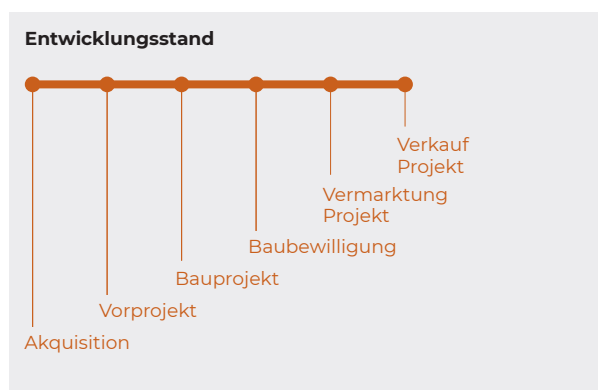 Entwicklungsstand
Verkauf
Projekt
Vermarktung
Projekt
Baubewilligung
Bauprojekt
Vorprojekt
Akquisition